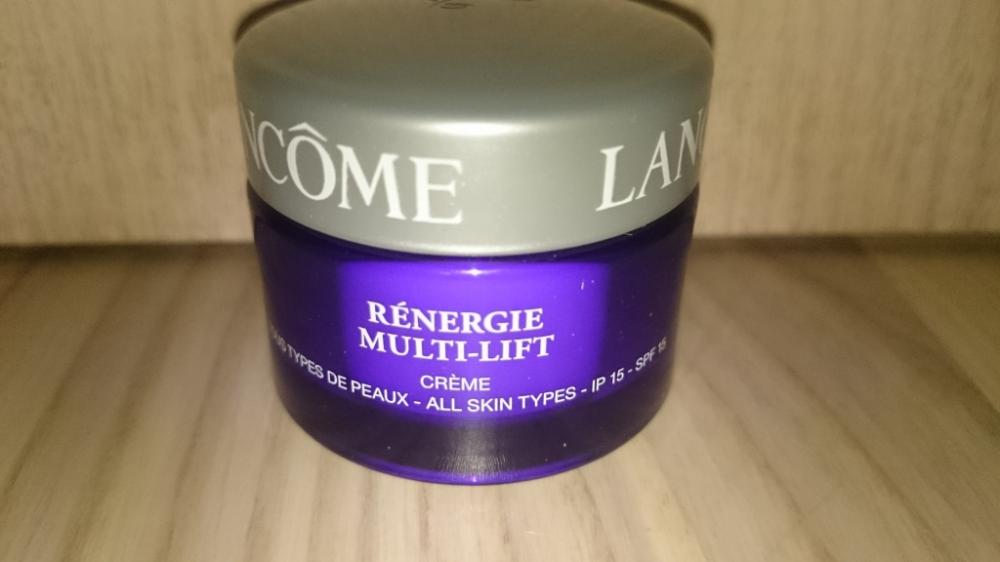 NCÔME LAN
RÉNERGIE
MULTI-LIFT
CRÈME
TYPES DE PEAUX - ALL SKIN TYPES - IP 15 - SPF 15